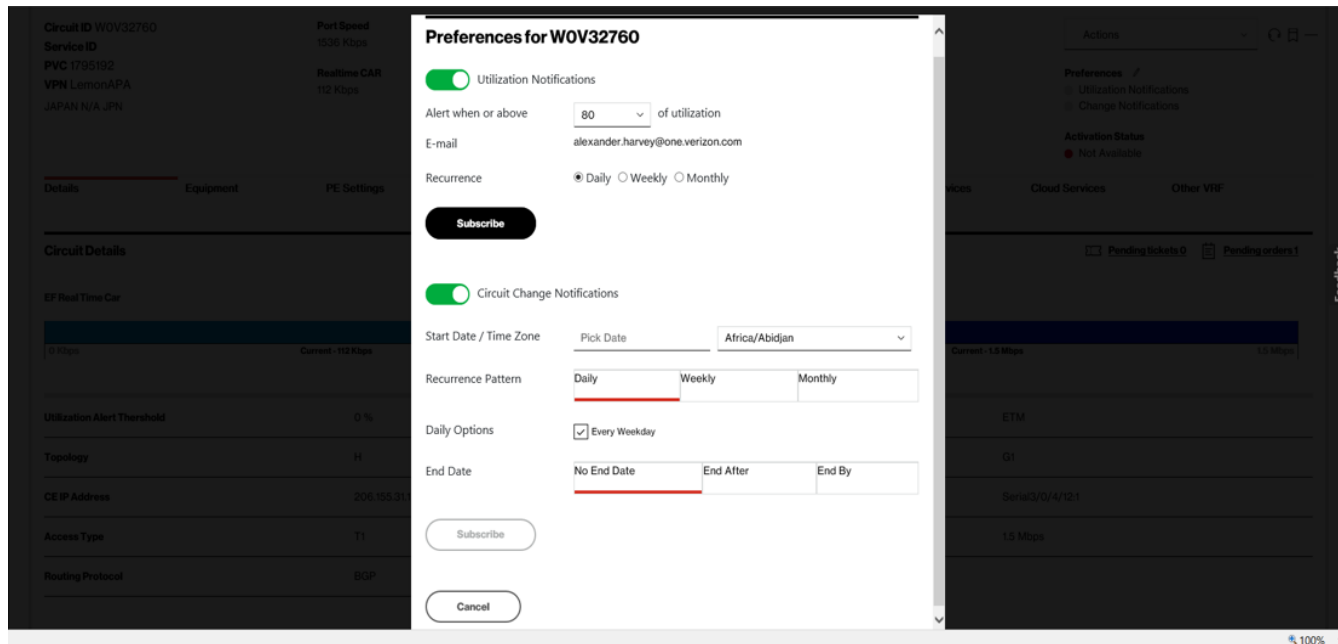 Circuit ID W0V32760
Service ID
PVC 1795192
VPN LemonAPA
JAPAN N/A JPN
Port Speed
1536 Kbps
Realtime CAR
112 Kbps
Actions
Preferences
Utilization Notifications
Change Notifications
Activation Status
Not Available
Details Equipment PE Settings
Cloud Services Other VRF
Circuit Details
Pending tickets 0 Pending orders 1
EF Real Time Car
0 Kbps Current - 112 Kbps Current - 1.5 Mbps 1.5 Mbps
Utilization Alert Thershold 0 % ETM
Topology H G1
CE IP Address 206.155.31.
Serial3/0/4/12:1
Access Type T1 1.5 Mbps
Routing Protocol BGP
Preferences for W0V32760
Utilization Notifications
Alert when or above 80 of utilization
E-mail alexander.harvey@one.verizon.com
Recurrence Daily Weekly Monthly
Subscribe
Circuit Change Notifications
Start Date / Time Zone Pick Date Africa/Abidjan
Recurrence Pattern Daily Weekly Monthly
Daily Options Every Weekday
End Date No End Date End After End By
Subscribe
Cancel
Feedback
100%